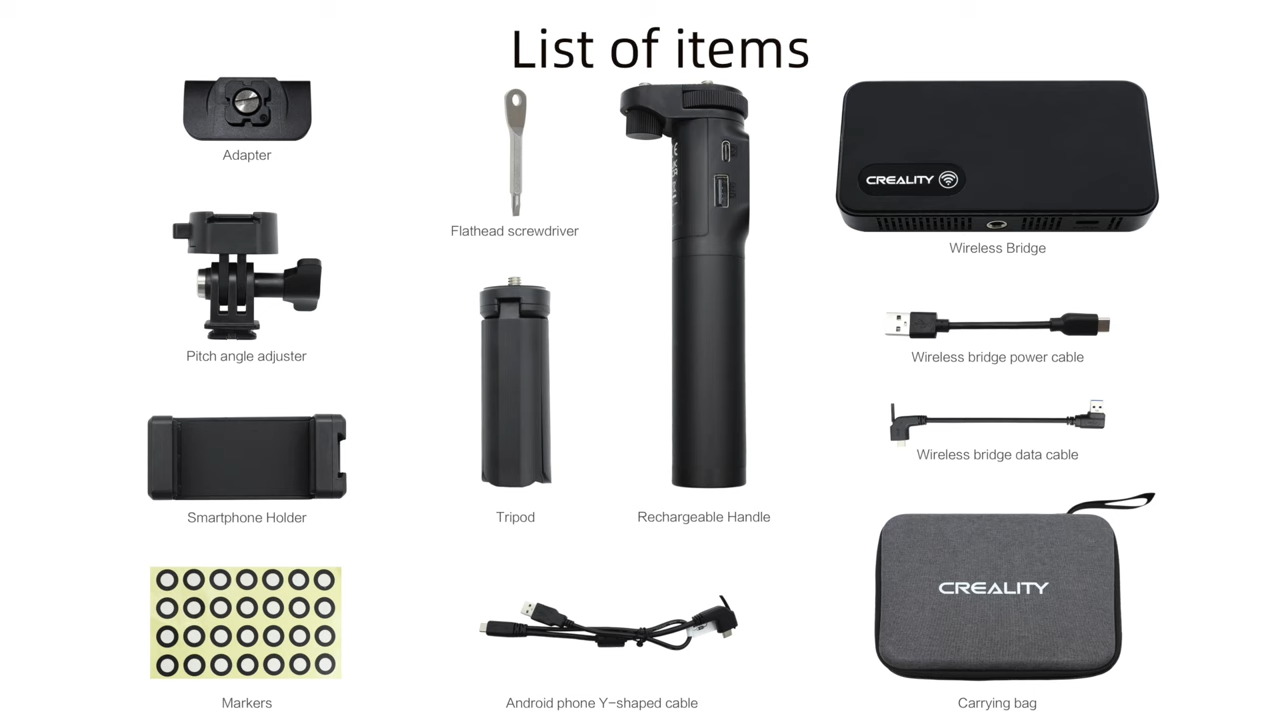 List of items
Adapter
Flathead screwdriver
CREALITY
Wireless Bridge
Pitch angle adjuster
Wireless bridge power cable
Wireless bridge data cable
Smartphone Holder
Tripod
Rechargeable Handle
CREALITY
Markers
Android phone Y-shaped cable
Carrying bag